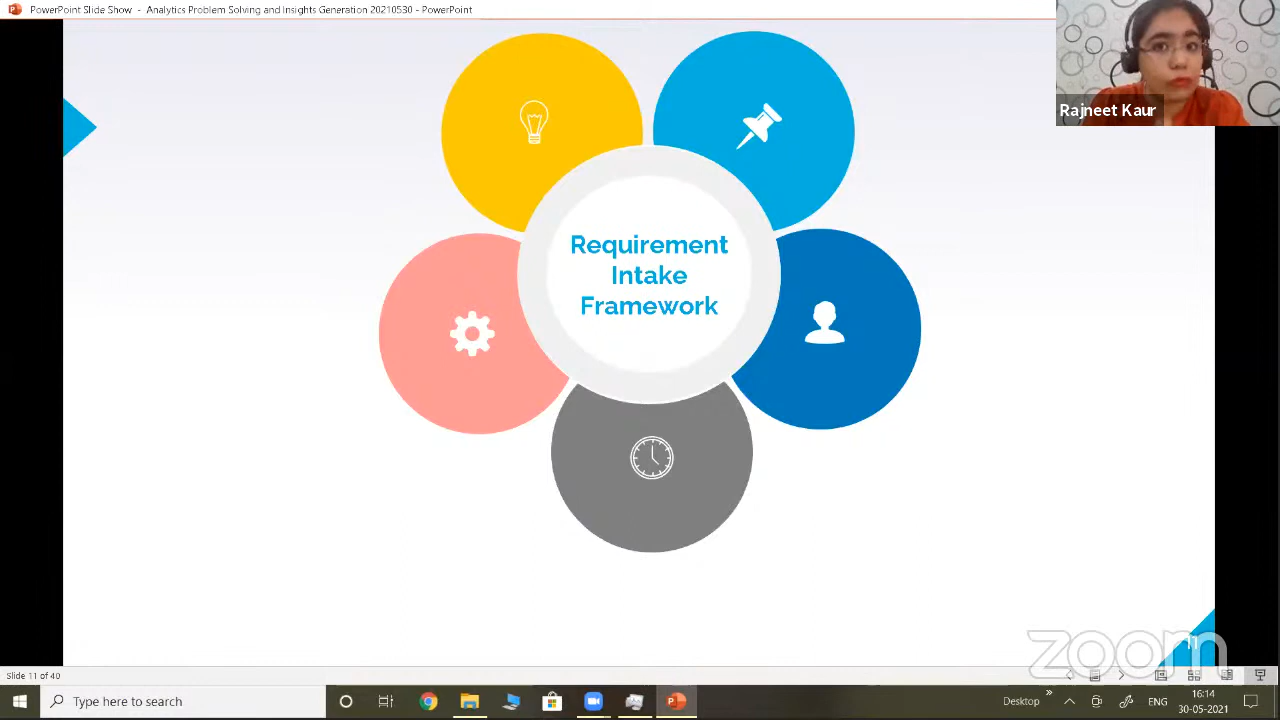 PowerPoint Slide Show - Analytics Problem Solving and Insights Generation 20210530 - PowerPoint
Rajneet Kaur
Requirement
Intake
Framework
11
zoom
Slide 11 of 40
Type here to search
Desktop
ENG
16:14
30-05-2021